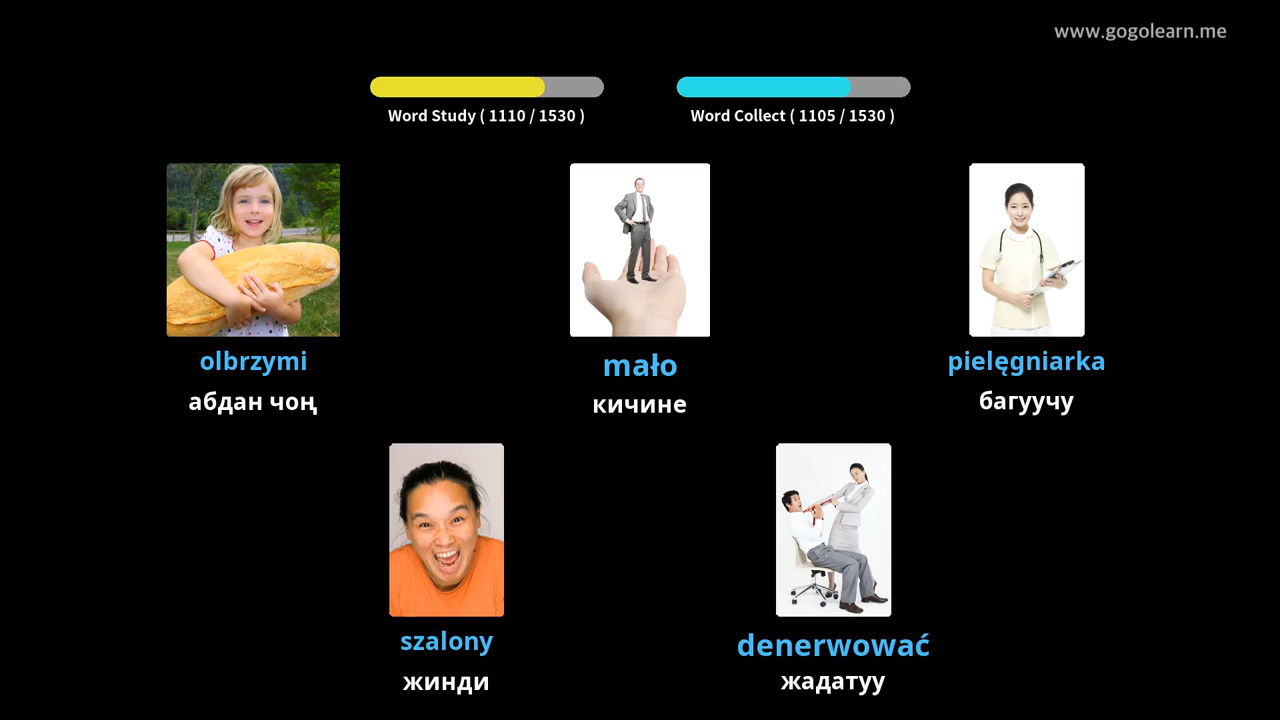 www.gogolearn.me
Word Study ( 1110 / 1530 )
Word Collect ( 1105 / 1530 )
olbrzymi
абдан чоң
mało
кичине
pielęgniarka
багуучу
szalony
жинди
denerwować
жадатуу